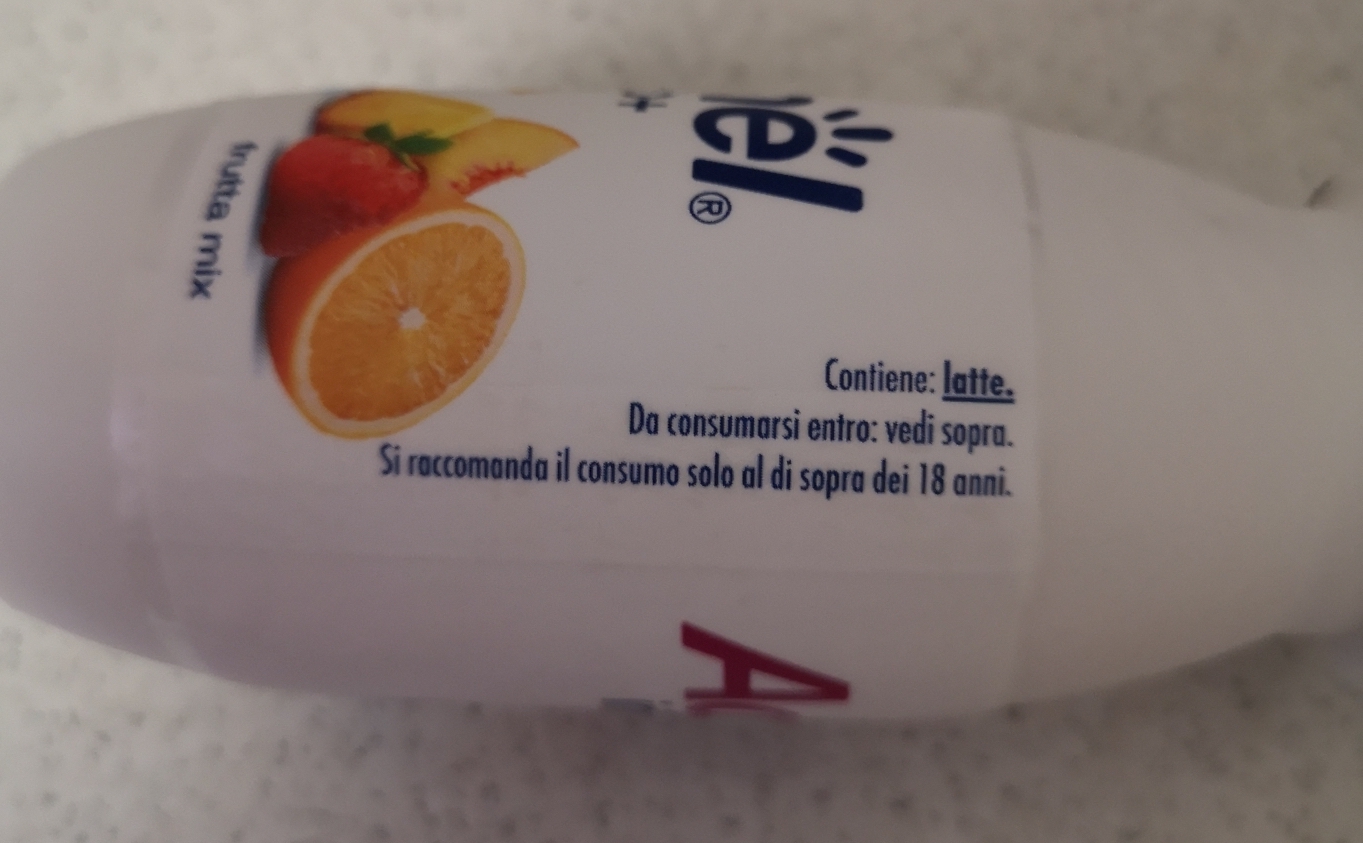 Contiene: latte.
Da consumarsi entro: vedi sopra.
Si raccomanda il consumo solo al di sopra dei 18 anni.
frutta mix
®